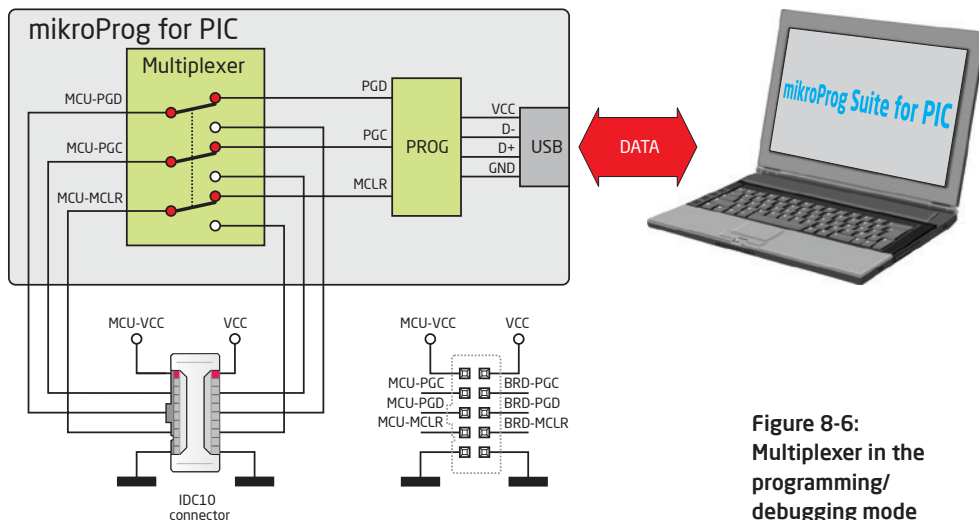 mikroProg for PIC
Multiplexer
MCU-PGD
PGD
MCU-PGC
PGC
MCU-MCLR
MCLR
PROG
VCC
D-
D+
GND
USB
DATA
mikroProg Suite for PIC
MCU-VCC
VCC
IDC10
connector
MCU-VCC
VCC
MCU-PGC
BRD-PGC
MCU-PGD
BRD-PGD
MCU-MCLR
BRD-MCLR
Figure 8-6:
Multiplexer in the
programming/
debugging mode